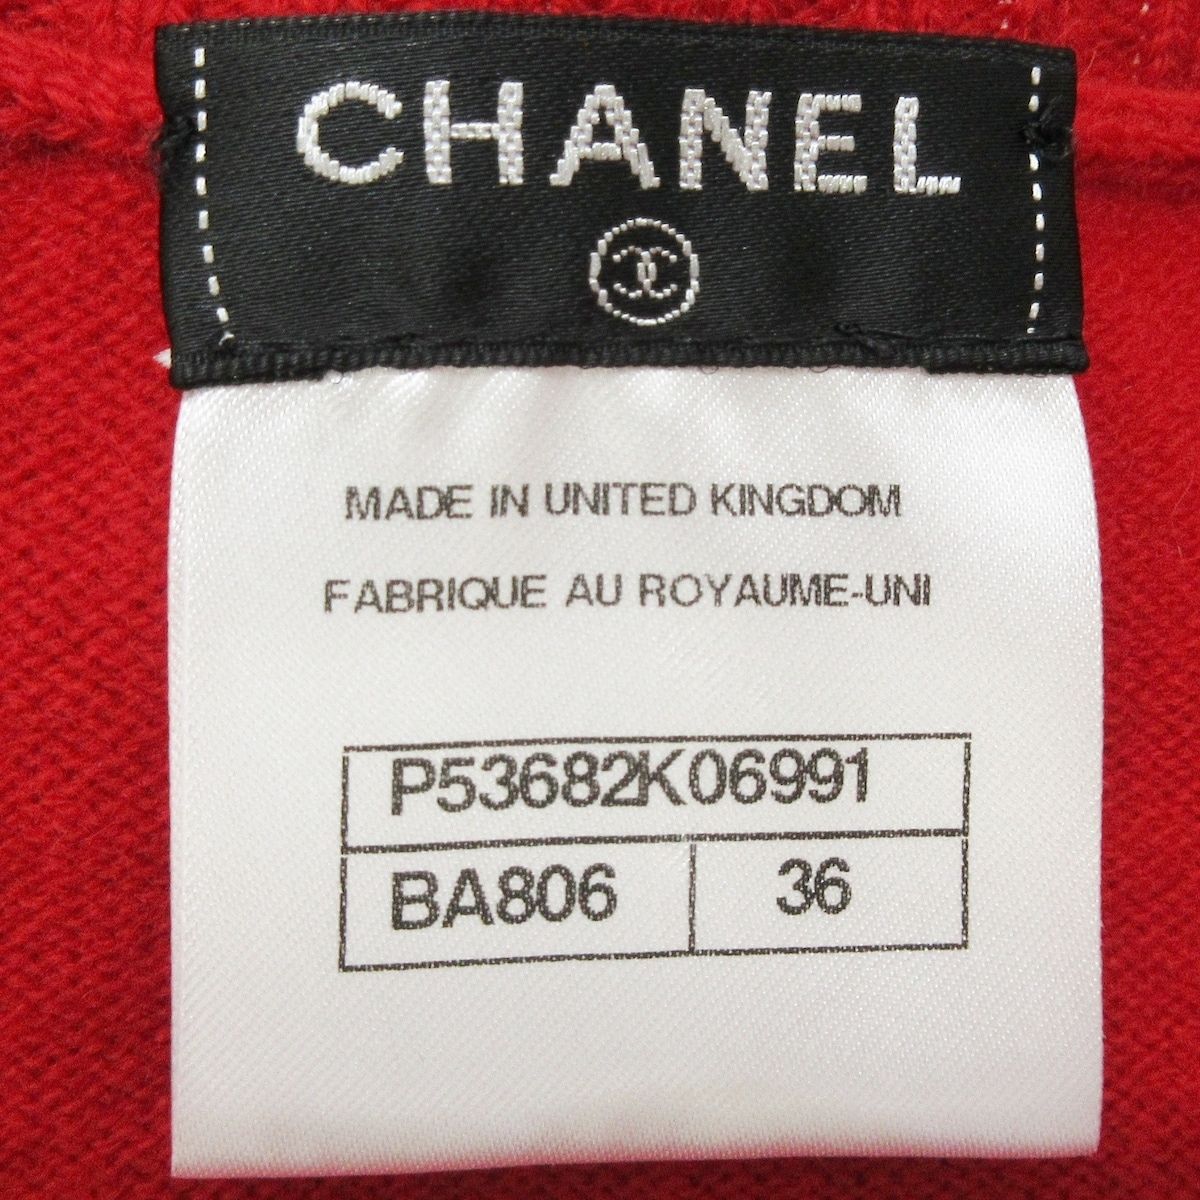 CHANEL
MADE IN UNITED KINGDOM
FABRIQUE AU ROYAUME-UNI
P53682K06991
BA806 36